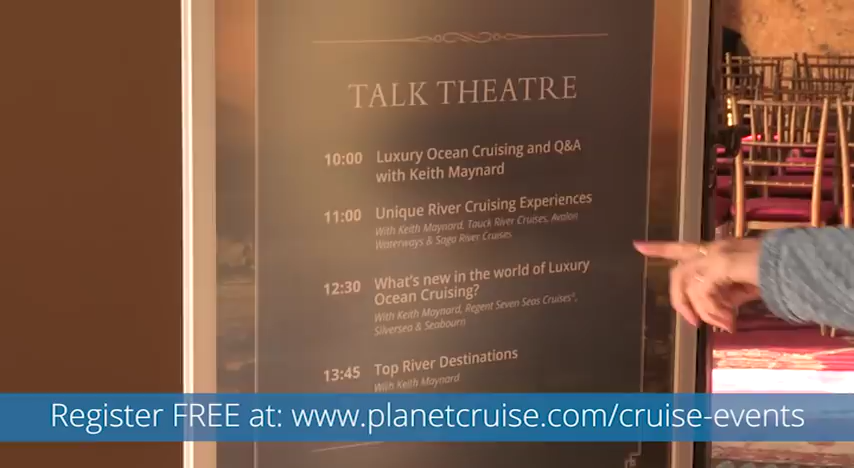 TALK THEATRE
10:00 Luxury Ocean Cruising and Q&A
with Keith Maynard
11:00 Unique River Cruising Experiences
With Keith Maynard, Tauck River Cruises, Avalon
Waterways & Saga River Cruises
12:30 What's new in the world of Luxury
Ocean Cruising?
With Keith Maynard, Regent Seven Seas Cruises®,
Silversea & Seabourn
13:45 Top River Destinations
With Keith Maynard
Register FREE at: www.planetcruise.com/cruise-events